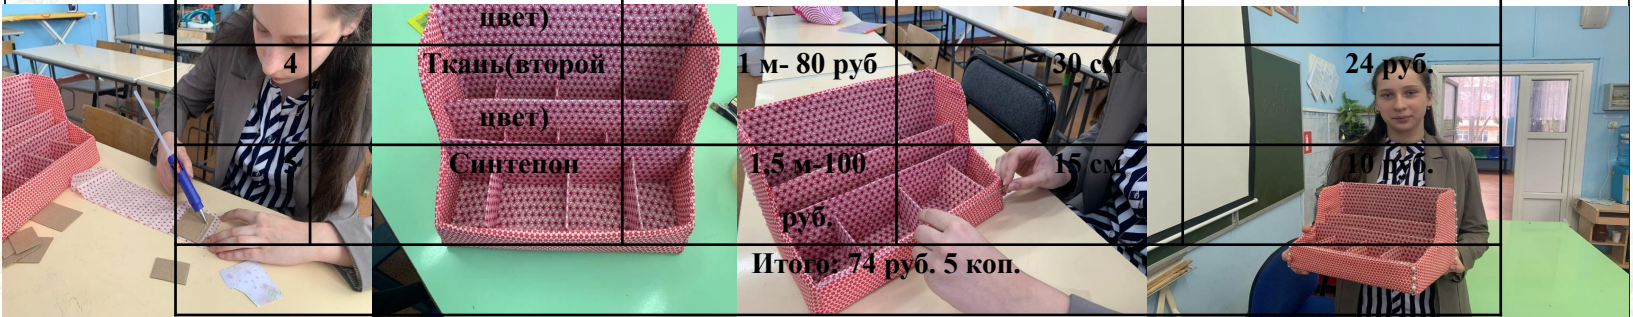 цвет)
4 Ткань(второй 1 м- 80 руб 30 см 24 руб.
цвет)
5 Синтепон 1,5 м-100 15 см 10 руб.
руб.
Итого: 74 руб. 5 коп.